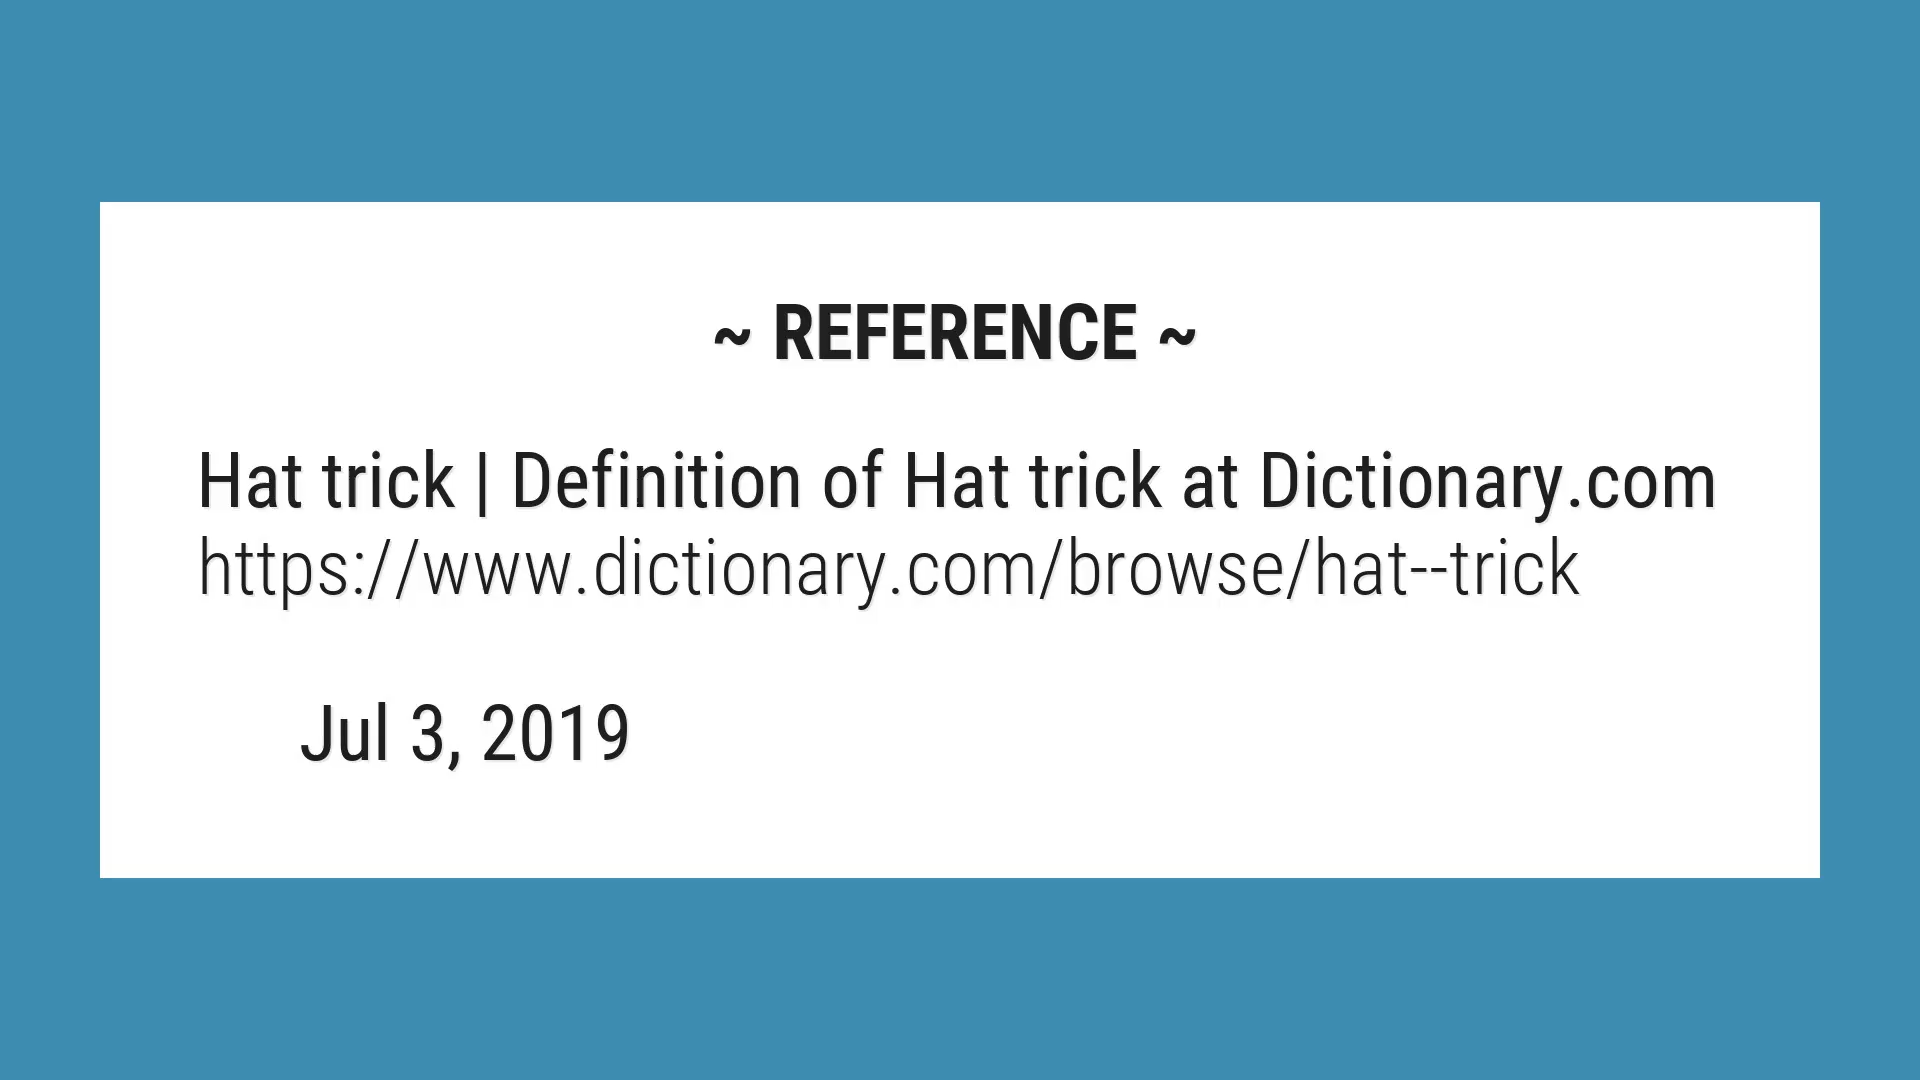 ~ REFERENCE ~
Hat trick | Definition of Hat trick at Dictionary.com
https://www.dictionary.com/browse/hat--trick
Jul 3, 2019